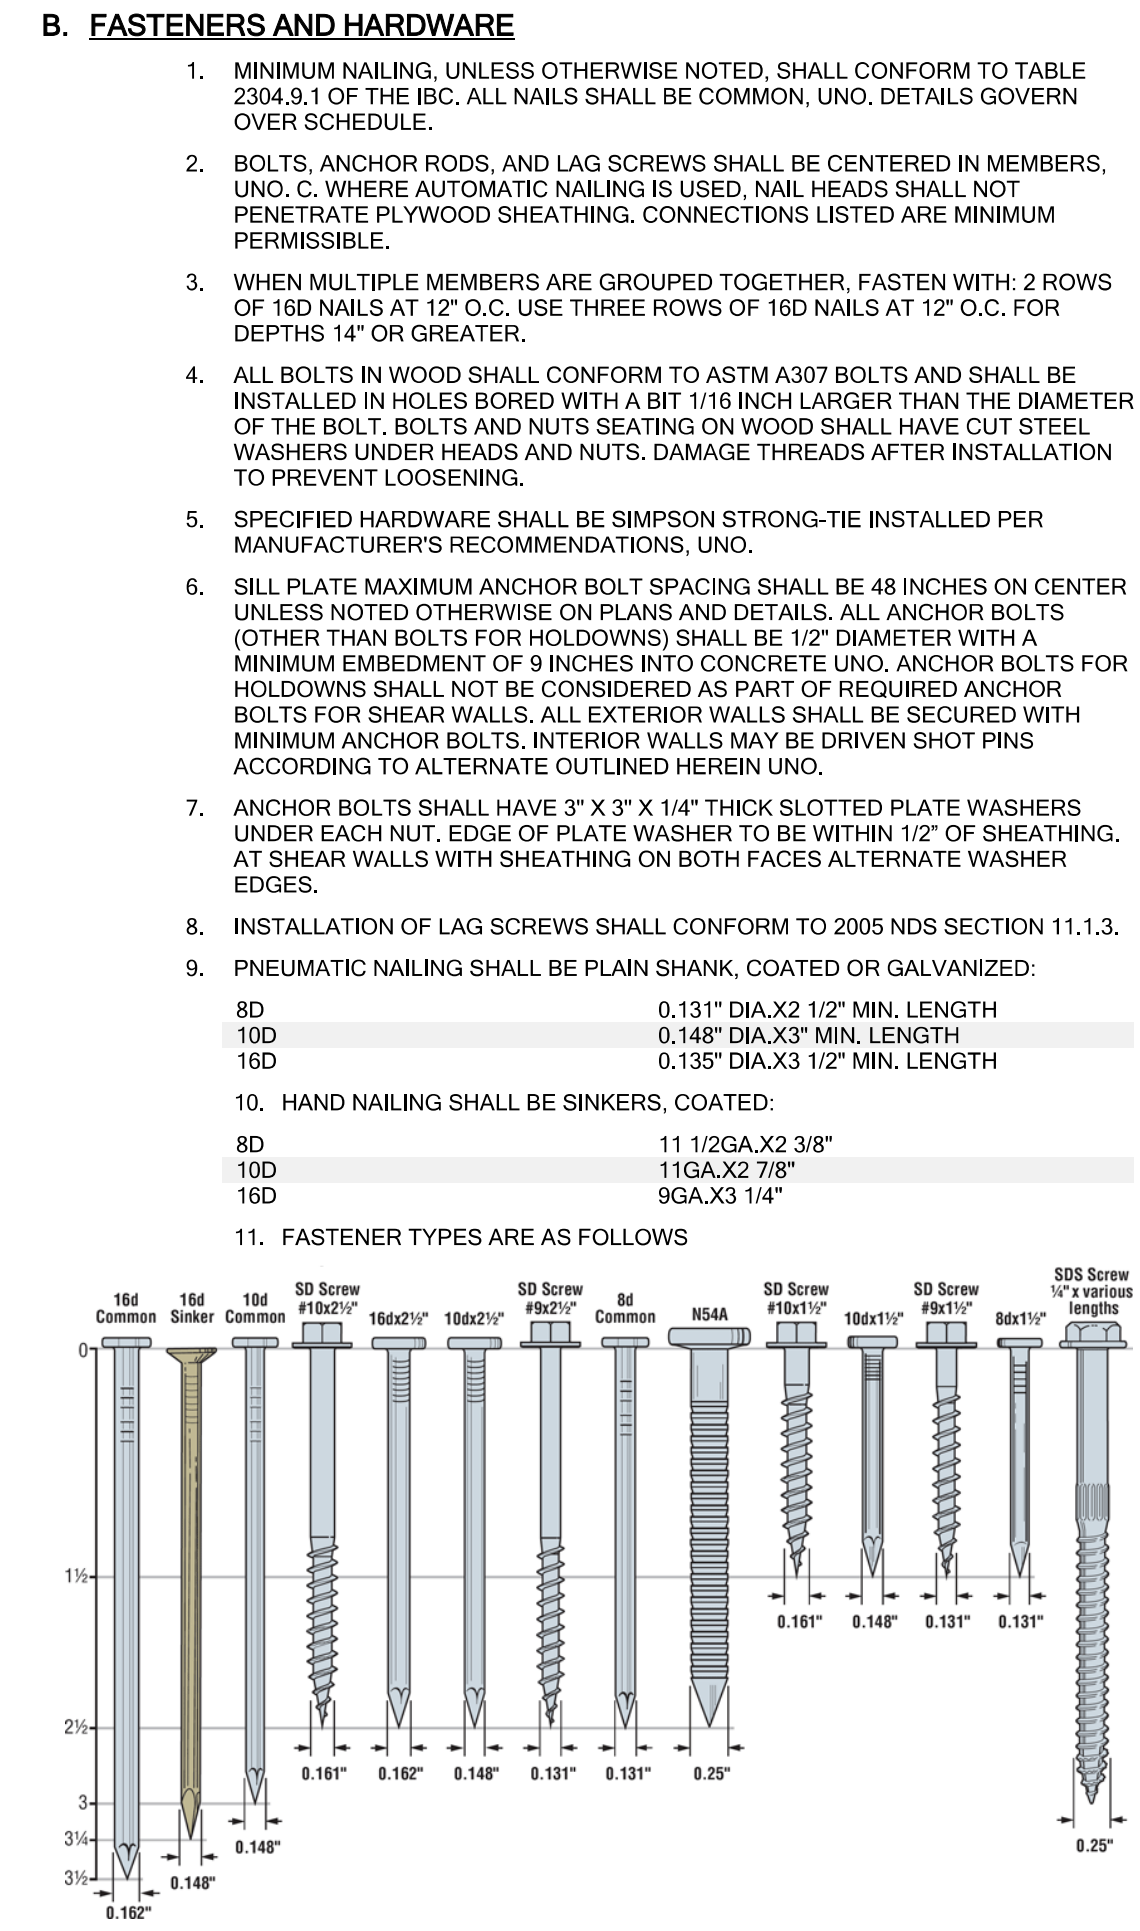 B. FASTENERS AND HARDWARE
1. MINIMUM NAILING, UNLESS OTHERWISE NOTED, SHALL CONFORM TO TABLE
2304.9.1 OF THE IBC. ALL NAILS SHALL BE COMMON, UNO. DETAILS GOVERN
OVER SCHEDULE.
2. BOLTS, ANCHOR RODS, AND LAG SCREWS SHALL BE CENTERED IN MEMBERS,
UNO. C. WHERE AUTOMATIC NAILING IS USED, NAIL HEADS SHALL NOT
PENETRATE PLYWOOD SHEATHING. CONNECTIONS LISTED ARE MINIMUM
PERMISSIBLE.
3. WHEN MULTIPLE MEMBERS ARE GROUPED TOGETHER, FASTEN WITH: 2 ROWS
OF 16D NAILS AT 12" O.C. USE THREE ROWS OF 16D NAILS AT 12" O.C. FOR
DEPTHS 14" OR GREATER.
4. ALL BOLTS IN WOOD SHALL CONFORM TO ASTM A307 BOLTS AND SHALL BE
INSTALLED IN HOLES BORED WITH A BIT 1/16 INCH LARGER THAN THE DIAMETER
OF THE BOLT. BOLTS AND NUTS SEATING ON WOOD SHALL HAVE CUT STEEL
WASHERS UNDER HEADS AND NUTS. DAMAGE THREADS AFTER INSTALLATION
TO PREVENT LOOSENING.
5. SPECIFIED HARDWARE SHALL BE SIMPSON STRONG-TIE INSTALLED PER
MANUFACTURER'S RECOMMENDATIONS, UNO.
6. SILL PLATE MAXIMUM ANCHOR BOLT SPACING SHALL BE 48 INCHES ON CENTER
UNLESS NOTED OTHERWISE ON PLANS AND DETAILS. ALL ANCHOR BOLTS
(OTHER THAN BOLTS FOR HOLDOWNS) SHALL BE 1/2" DIAMETER WITH A
MINIMUM EMBEDMENT OF 9 INCHES INTO CONCRETE UNO. ANCHOR BOLTS FOR
HOLDOWNS SHALL NOT BE CONSIDERED AS PART OF REQUIRED ANCHOR
BOLTS FOR SHEAR WALLS. ALL EXTERIOR WALLS SHALL BE SECURED WITH
MINIMUM ANCHOR BOLTS. INTERIOR WALLS MAY BE DRIVEN SHOT PINS
ACCORDING TO ALTERNATE OUTLINED HEREIN UNO.
7. ANCHOR BOLTS SHALL HAVE 3" X 3" X 1/4" THICK SLOTTED PLATE WASHERS
UNDER EACH NUT. EDGE OF PLATE WASHER TO BE WITHIN 1/2” OF SHEATHING.
AT SHEAR WALLS WITH SHEATHING ON BOTH FACES ALTERNATE WASHER
EDGES.
8. INSTALLATION OF LAG SCREWS SHALL CONFORM TO 2005 NDS SECTION 11.1.3.
9. PNEUMATIC NAILING SHALL BE PLAIN SHANK, COATED OR GALVANIZED:
8D 0.131" DIA.X2 1/2" MIN. LENGTH
10D 0.148" DIA.X3" MIN. LENGTH
16D 0.135" DIA.X3 1/2" MIN. LENGTH
10. HAND NAILING SHALL BE SINKERS, COATED:
8D 11 1/2GA.X2 3/8"
10D 11GA.X2 7/8"
16D 9GA.X3 1/4"
11. FASTENER TYPES ARE AS FOLLOWS
16d
Common
16d
Sinker
10d
Common
SD Screw
#10x2½"
16dx2½"
10dx2½"
SD Screw
#9x2½"
8d
Common
N54A
SD Screw
#10x1½"
10dx1½"
SD Screw
#9x1½"
8dx1½"
SDS Screw
¼" x various
lengths
0
1½
2½
3
3¼
3½
0.162"
0.148"
0.148"
0.161"
0.162"
0.148"
0.131"
0.131"
0.25"
0.161"
0.148"
0.131"
0.131"
0.25"